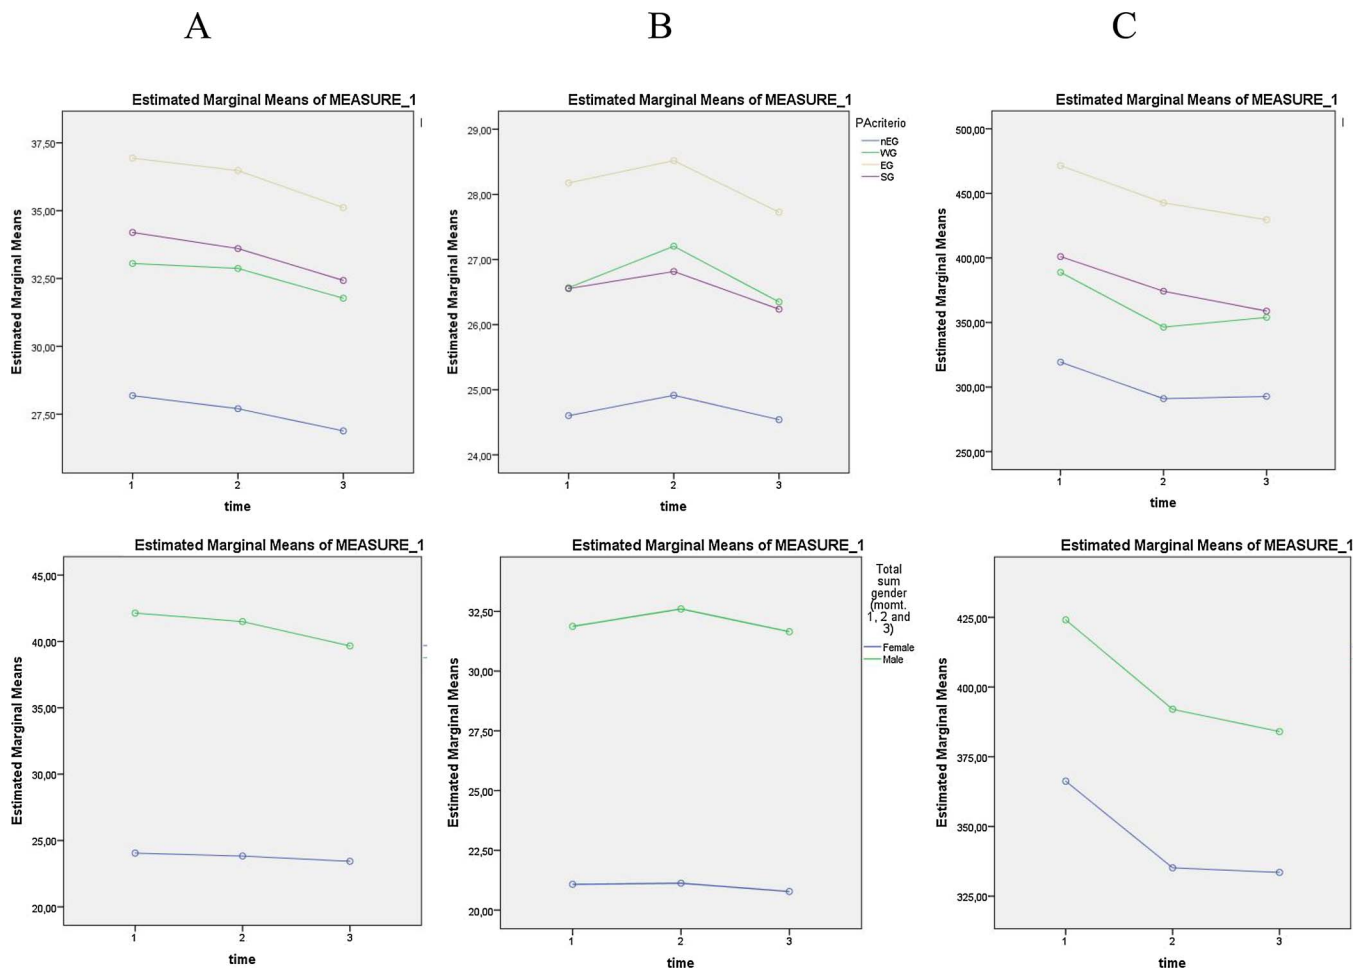 A
B
C
Estimated Marginal Means of MEASURE_1
37,50
35,00
32,50
30,00
27,50
Estimated Marginal Means
1
2
3
time
Estimated Marginal Means of MEASURE_1
29,00
28,00
27,00
26,00
25,00
24,00
Estimated Marginal Means
1
2
3
time
PAcriterio
nEG
WG
EG
SG
Estimated Marginal Means of MEASURE_1
500,00
450,00
400,00
350,00
300,00
250,00
Estimated Marginal Means
1
2
3
time
Estimated Marginal Means of MEASURE_1
45,00
40,00
35,00
30,00
25,00
20,00
Estimated Marginal Means
1
2
3
time
Estimated Marginal Means of MEASURE_1
32,50
30,00
27,50
25,00
22,50
20,00
Estimated Marginal Means
1
2
3
time
Total
sum
gender
(momt.
1, 2 and
3)
Female
Male
Estimated Marginal Means of MEASURE_1
425,00
400,00
375,00
350,00
325,00
Estimated Marginal Means
1
2
3
time